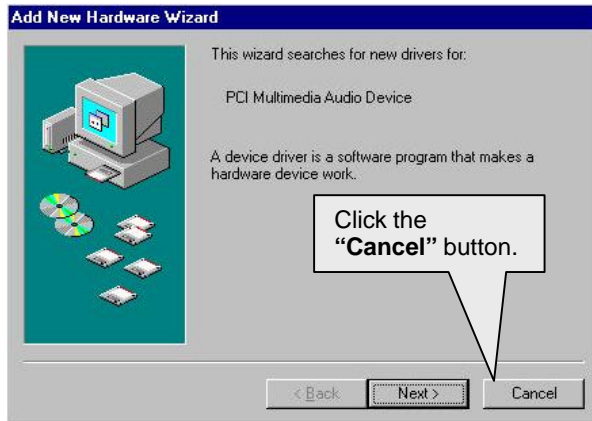 Add New Hardware Wizard
This wizard searches for new drivers for:
PCI Multimedia Audio Device
A device driver is a software program that makes a
hardware device work.
Click the
“Cancel” button.
< Back
Next >
Cancel